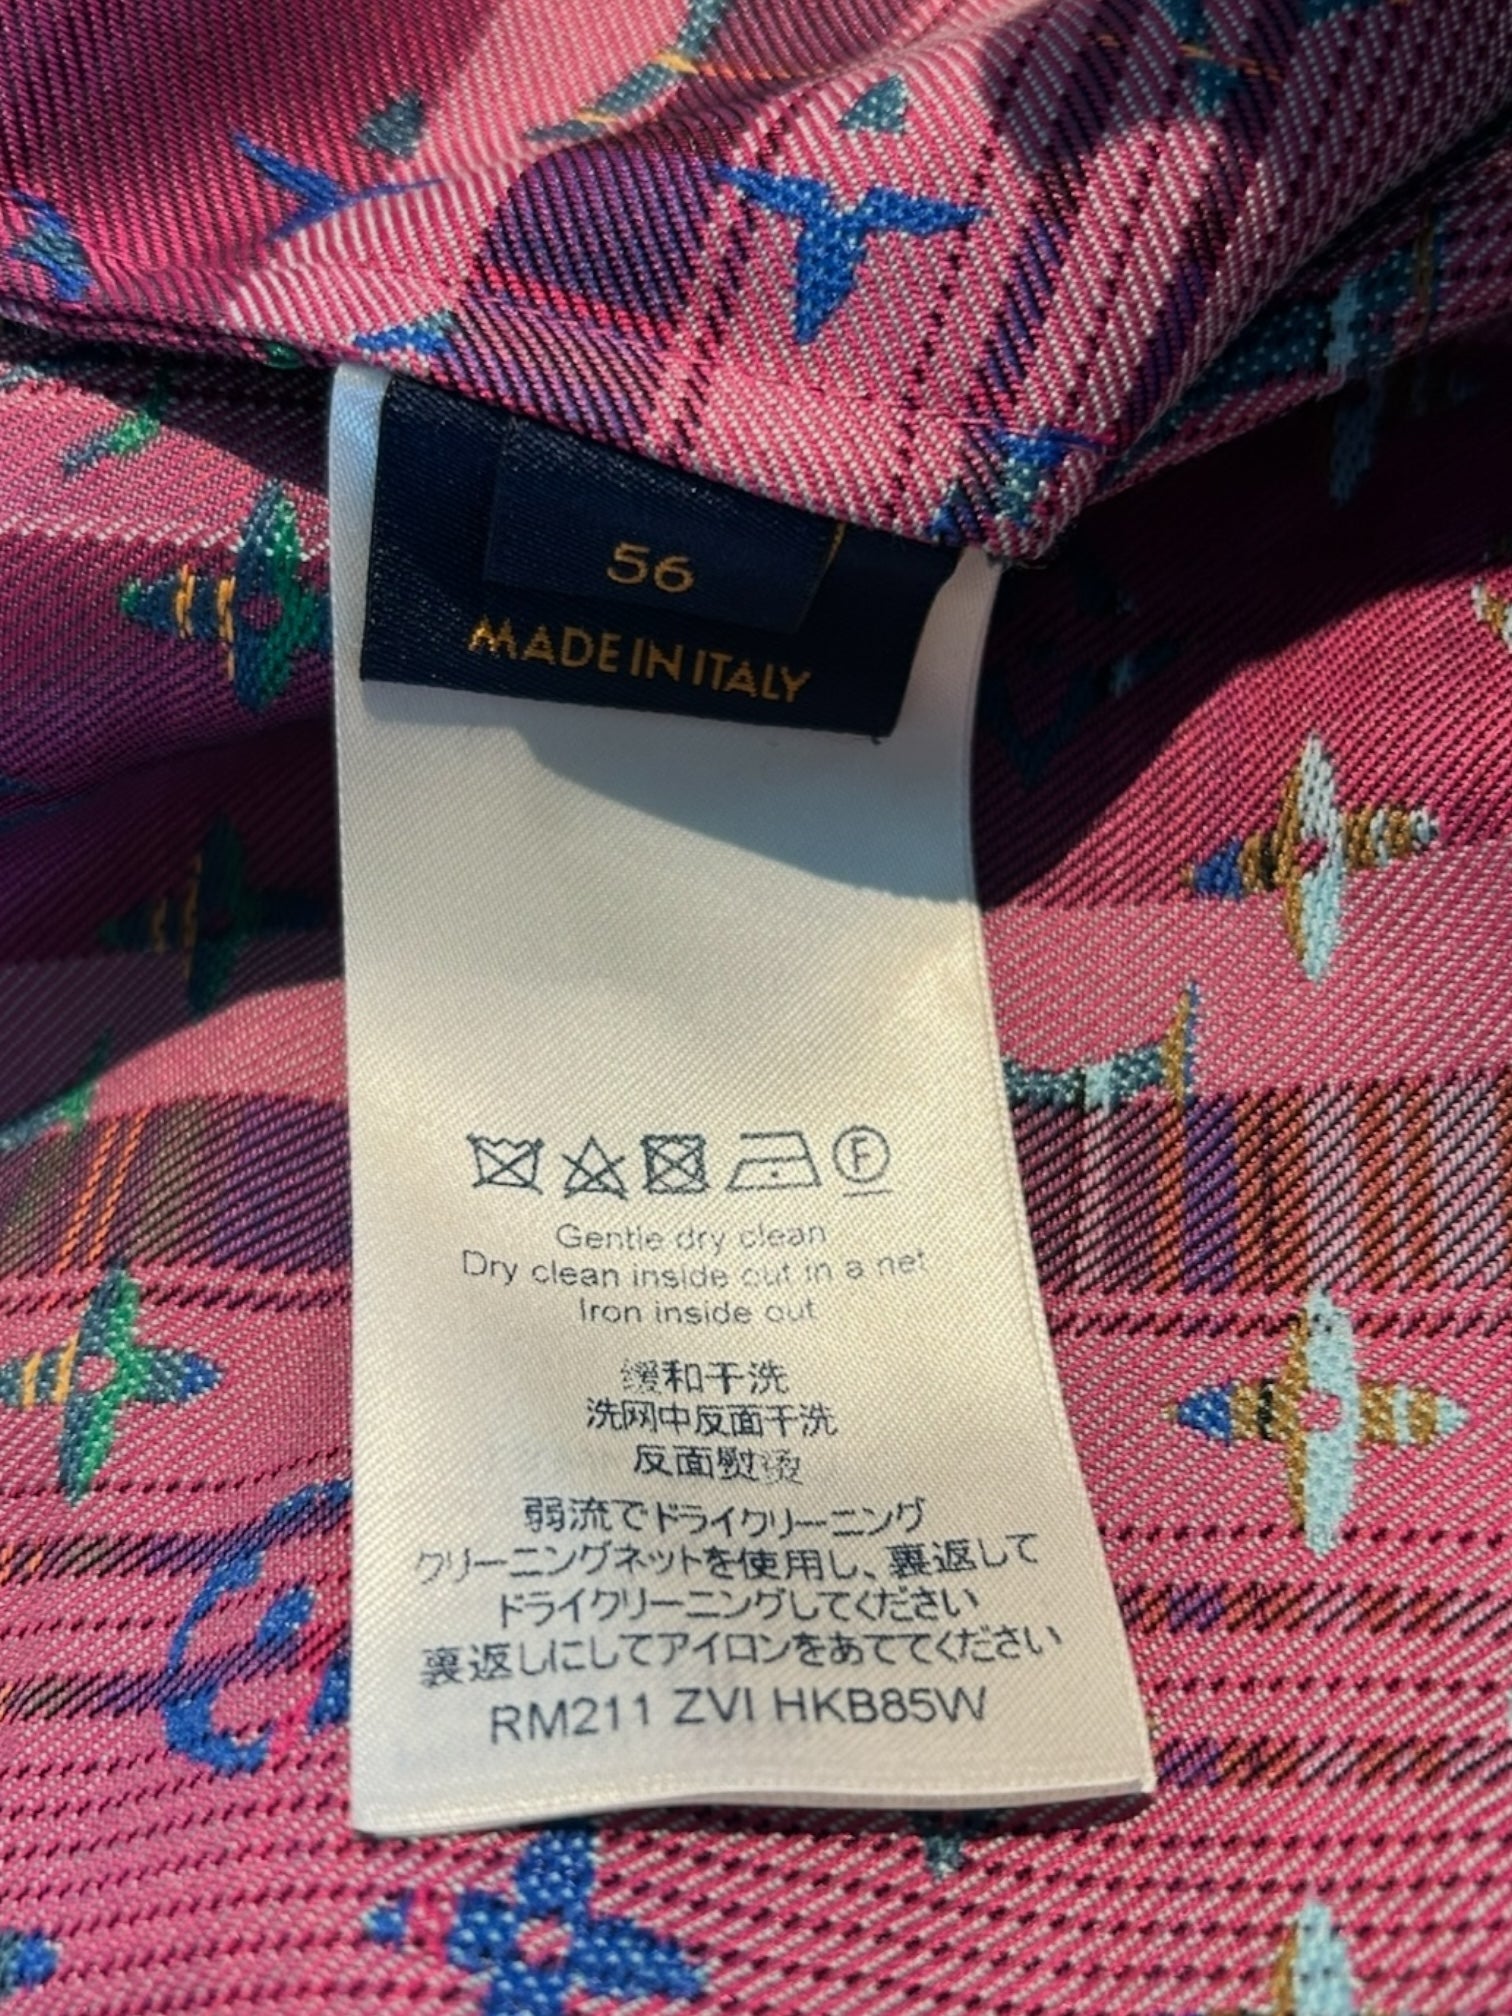 56
MADE IN ITALY
F
Gentle dry clean
Dry clean inside out in a net
Iron inside out
缓和干洗
洗网中反面干洗
反面熨烫
弱流でドライクリーニング
クリーニングネットを使用し、裏返して
ドライクリーニングしてください
裏返しにしてアイロンをあててください
RM211 ZVI HKB85W